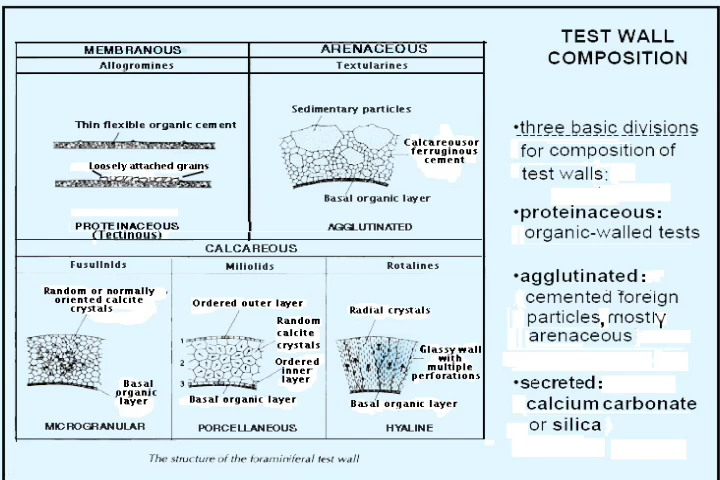 TEST WALL
COMPOSITION
MEMBRANOUS
ARENACEOUS
Allogromines
Textularines
Thin flexible organic cement
Loosely attached grains
PROTEINACEOUS
(Tectinous)
Sedimentary particles
Calcareousor
ferruginous
cement
Basal organic layer
AGGLUTINATED
CALCAREOUS
Fusulinids
Miliolids
Rotalines
Random or normally
oriented calcite
crystals
Basal
organic
layer
MICROGRANULAR
Ordered outer layer
Random
calcite
crystals
Ordered
inner
layer
1
2
3
Basal organic layer
PORCELLANEOUS
Radial crystals
Glassy wall
with
multiple
perforations
Basal organic layer
HYALINE
The structure of the foraminiferal test wall
•three basic divisions
for composition of
test walls:
•proteinaceous:
organic-walled tests
•agglutinated:
cemented foreign
particles, mostly
arenaceous
•secreted:
calcium carbonate
or silica